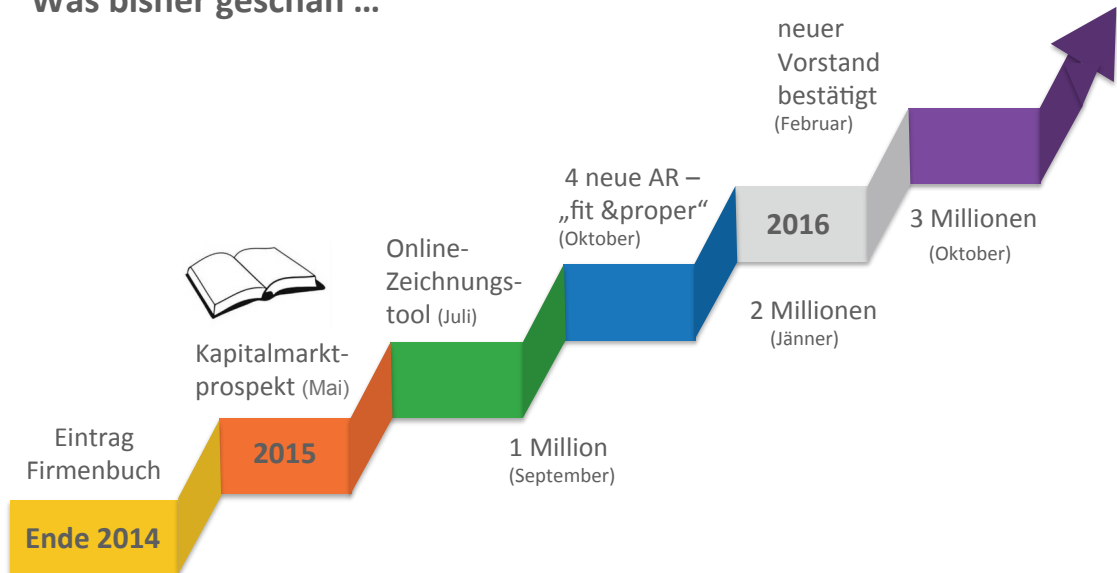 Was bisher geschah ...
neuer
Vorstand
bestätigt
(Februar)
4 neue AR –
„fit &proper“
(Oktober)
2016
3 Millionen
(Oktober)
Online-
Zeichnungs-
tool (Juli)
2 Millionen
(Jänner)
Kapitalmarkt-
prospekt (Mai)
Eintrag
Firmenbuch
2015
1 Million
(September)
Ende 2014